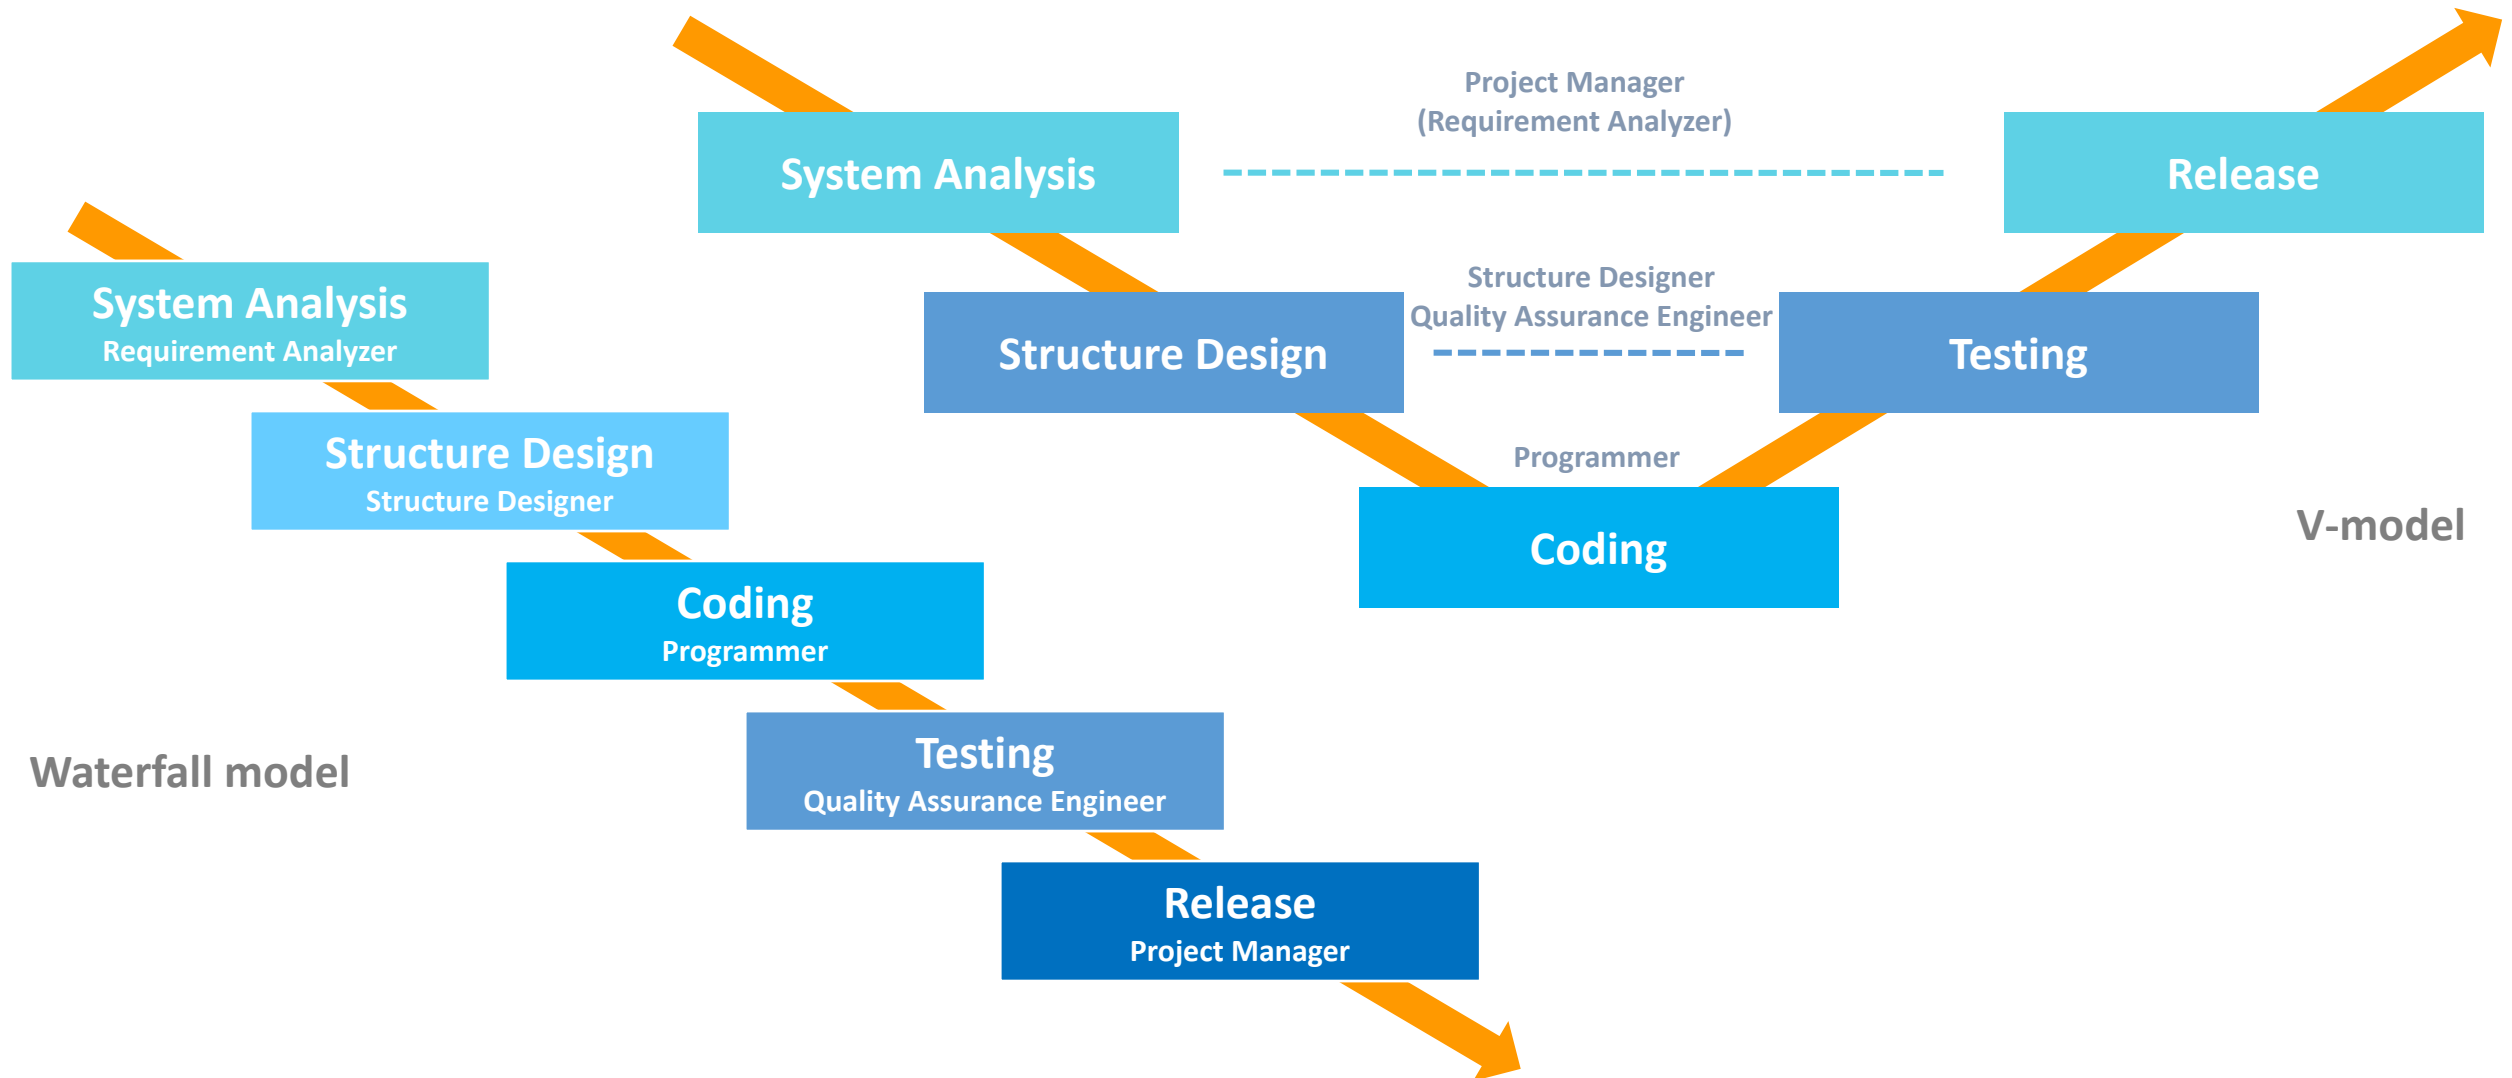 System Analysis
Requirement Analyzer
Structure Design
Structure Designer
Coding
Programmer
Testing
Quality Assurance Engineer
Release
Project Manager
Waterfall model
System Analysis
Project Manager
(Requirement Analyzer)
Release
Structure Design
Structure Designer
Quality Assurance Engineer
Testing
Programmer
Coding
V-model